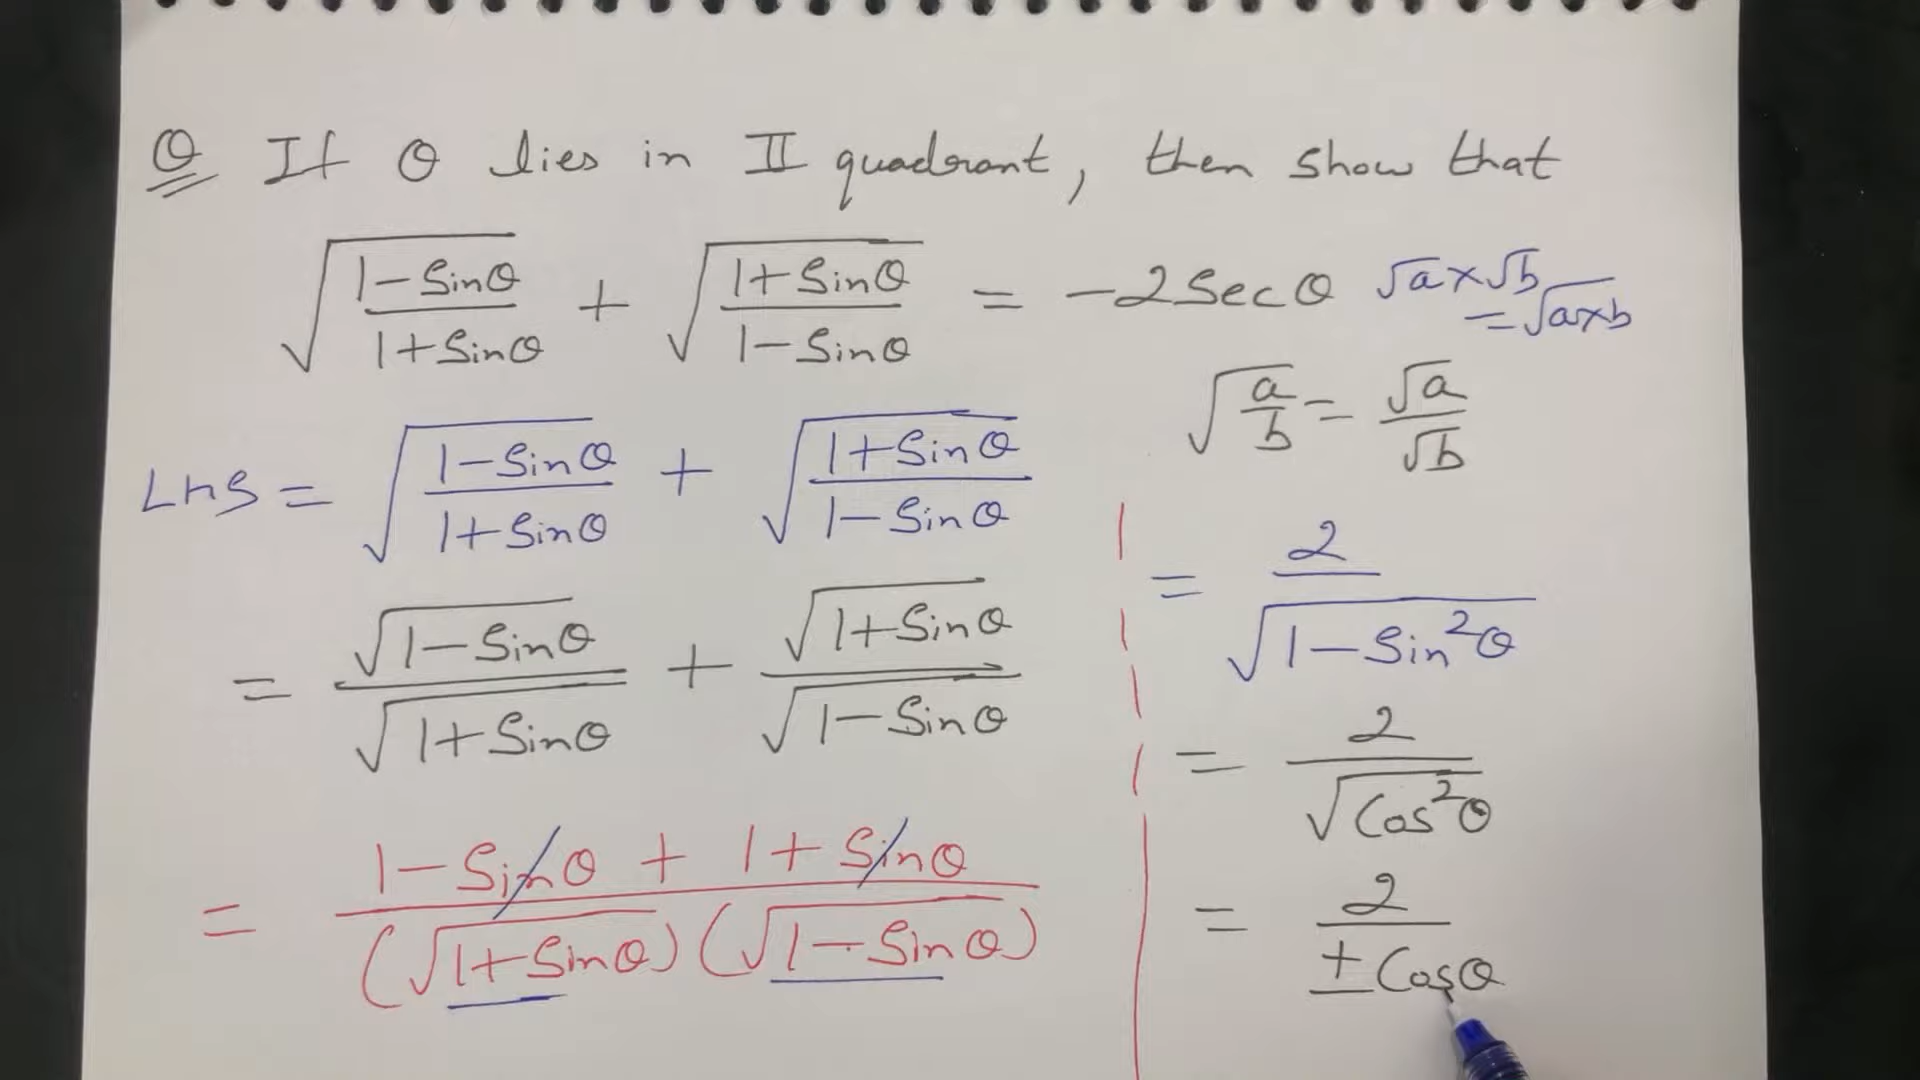 Q If θ lies in II quadrant, then show that
√((1-Sinθ)/(1+Sinθ)) + √((1+Sinθ)/(1-Sinθ)) = -2Secθ
√a×√b
=√a×b
√(a/b) = √a/√b
LHS = √((1-Sinθ)/(1+Sinθ)) + √((1+Sinθ)/(1-Sinθ))
= √(1-Sinθ)/√(1+Sinθ) + √(1+Sinθ)/√(1-Sinθ)
= (1-Sinθ + 1+Sinθ)/((√(1+Sinθ))(√(1-Sinθ)))
= 2/√(1-Sin²θ)
= 2/√(Cos²θ)
= 2/(±Cosθ)